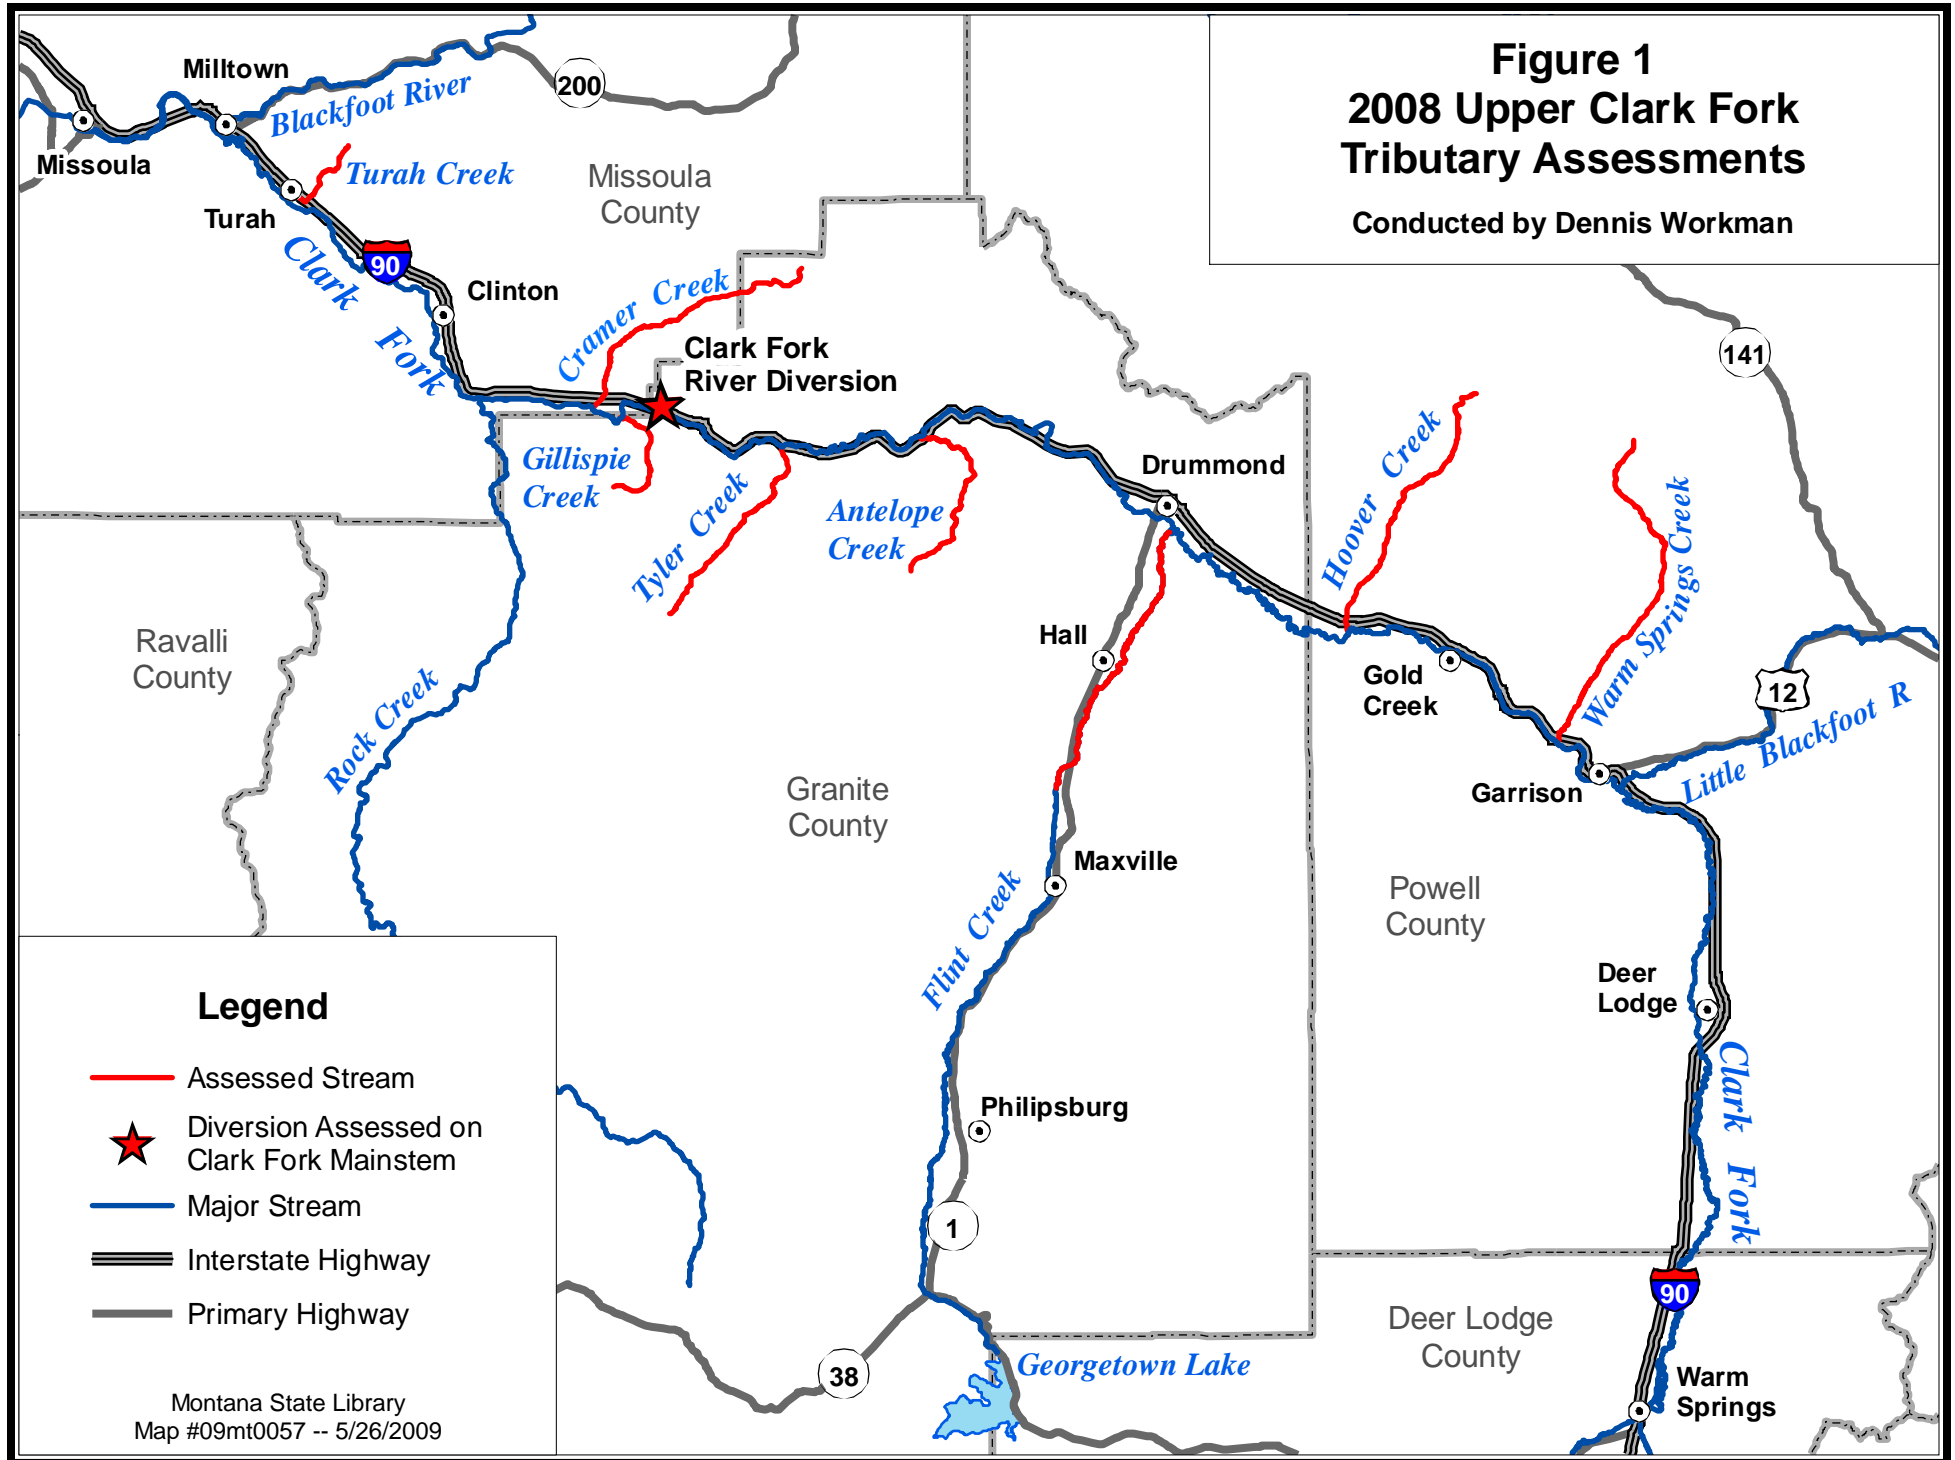 Figure 1
2008 Upper Clark Fork
Tributary Assessments
Conducted by Dennis Workman
Milltown
Blackfoot River
200
Missoula
Turah Creek
Missoula
County
Turah
Clark Fork
90
Clinton
Cramer Creek
Clark Fork
River Diversion
141
Gillispie
Creek
Tyler Creek
Antelope
Creek
Drummond
Hoover Creek
Warm Springs Creek
Ravalli
County
Rock Creek
Hall
Gold
Creek
12
Little Blackfoot R
Garrison
Granite
County
Maxville
Flint Creek
Powell
County
Deer
Lodge
Clark Fork
Philipsburg
1
90
Deer Lodge
County
Georgetown Lake
38
Warm
Springs
Legend
Assessed Stream
Diversion Assessed on
Clark Fork Mainstem
Major Stream
Interstate Highway
Primary Highway
Montana State Library
Map #09mt0057 -- 5/26/2009